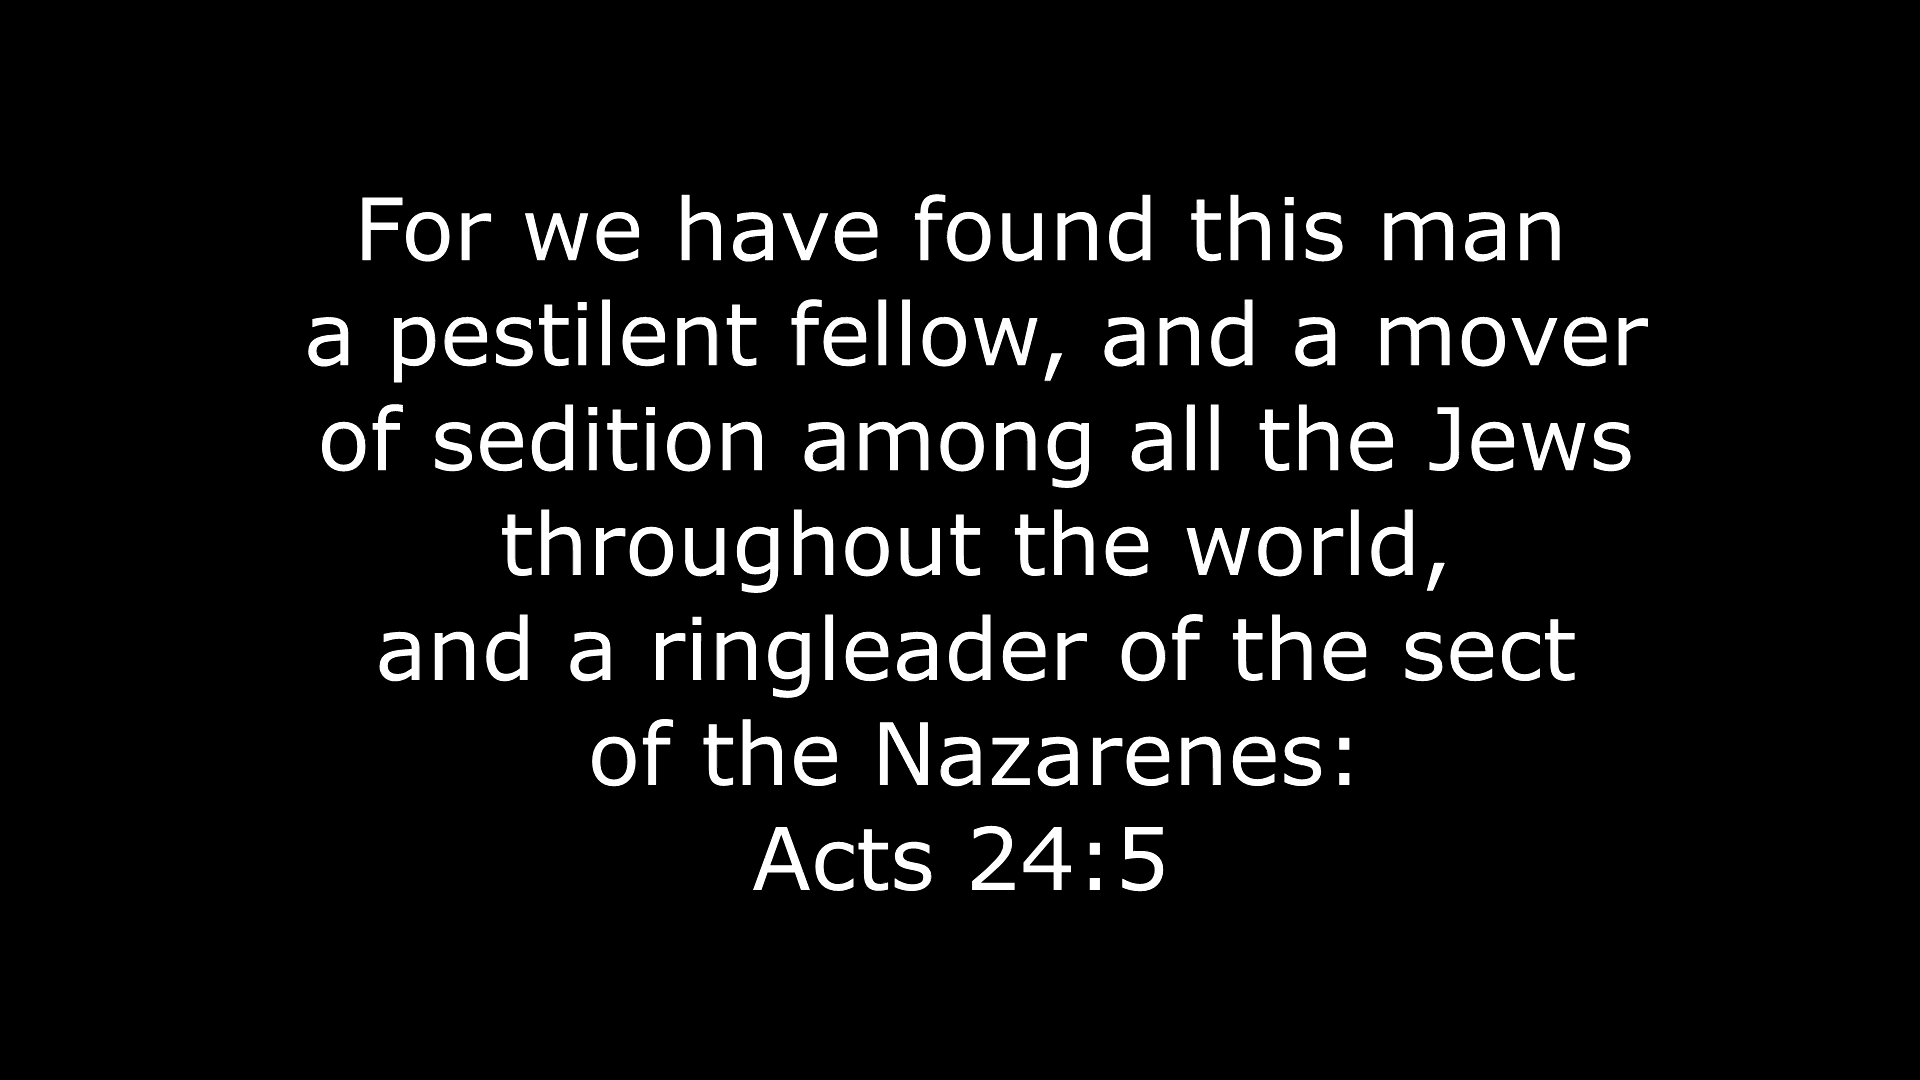 For we have found this man
a pestilent fellow, and a mover
of sedition among all the Jews
throughout the world,
and a ringleader of the sect
of the Nazarenes:
Acts 24:5